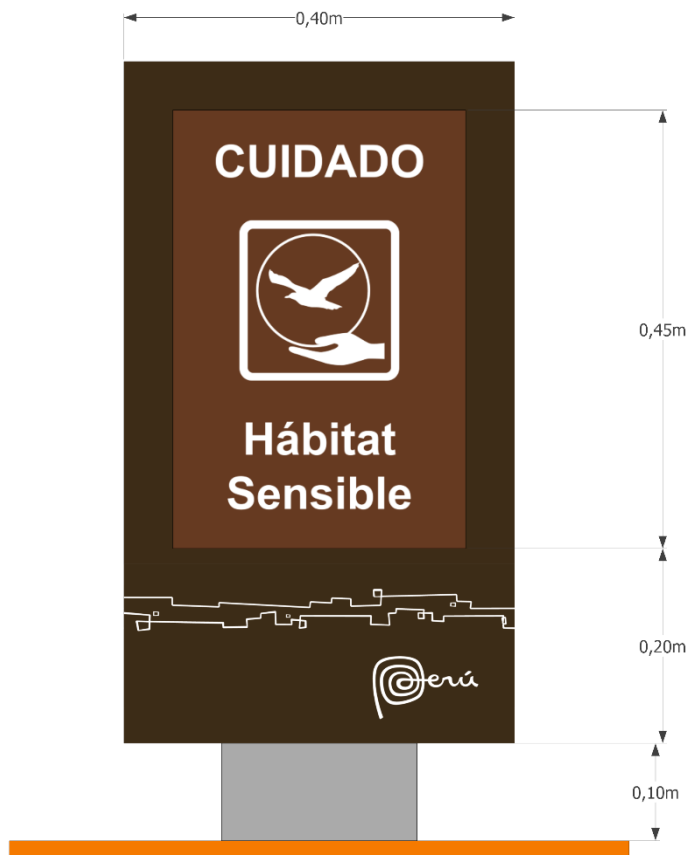 0,40m
CUIDADO
0,45m
Hábitat
Sensible
0,20m
Perú
0,10m